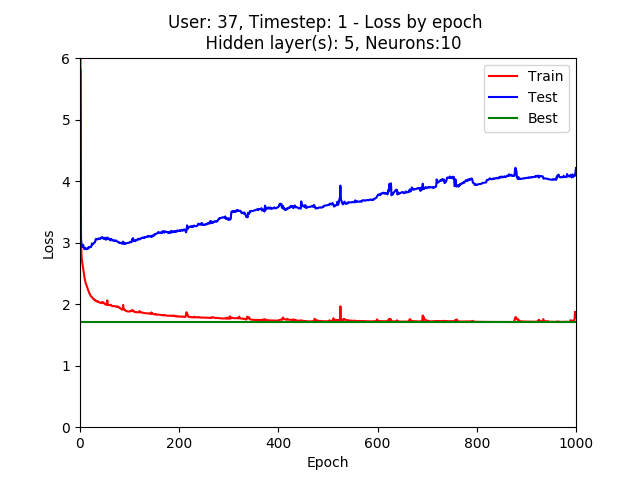 User: 37, Timestep: 1 - Loss by epoch
Hidden layer(s): 5, Neurons:10
6
5
4
3
2
1
0
Loss
Train
Test
Best
0 200 400 600 800 1000
Epoch